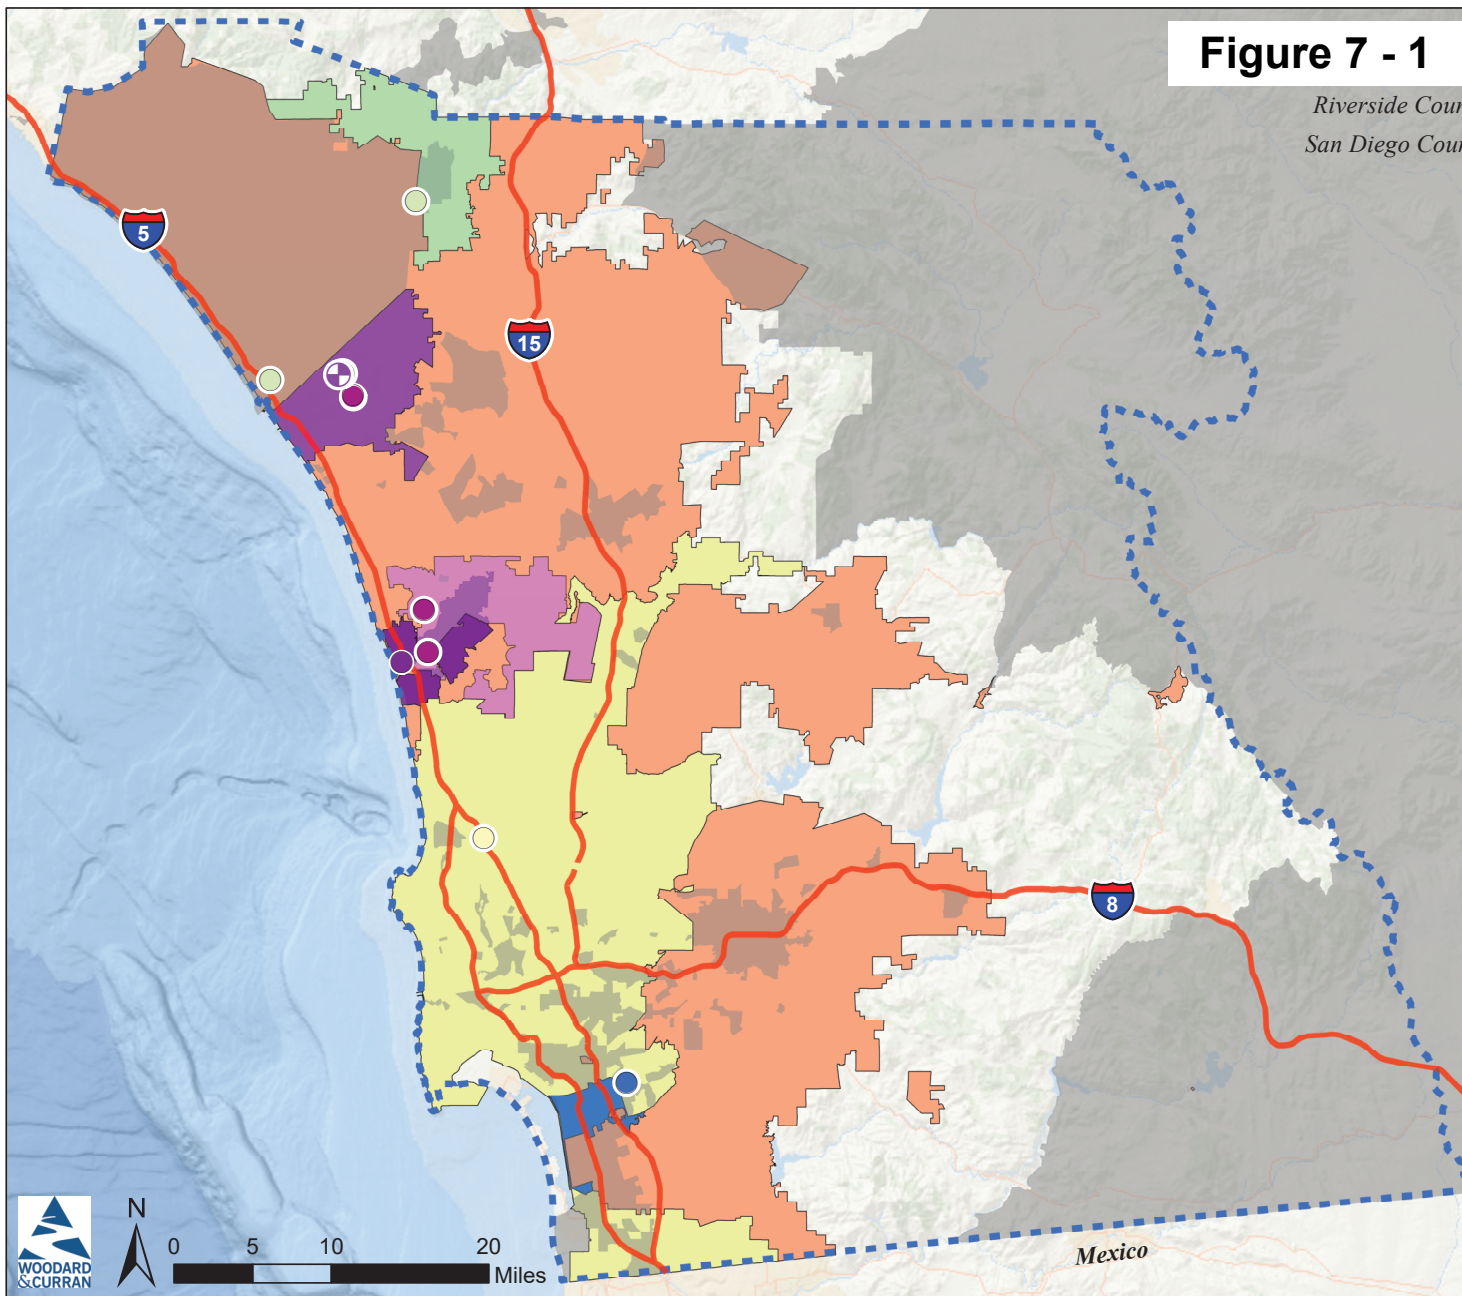 Figure 7 - 1
Riverside Coun
San Diego Coun
5
15
8
N
0 5 10 20
Miles
WOODARD
&CURRAN
Mexico